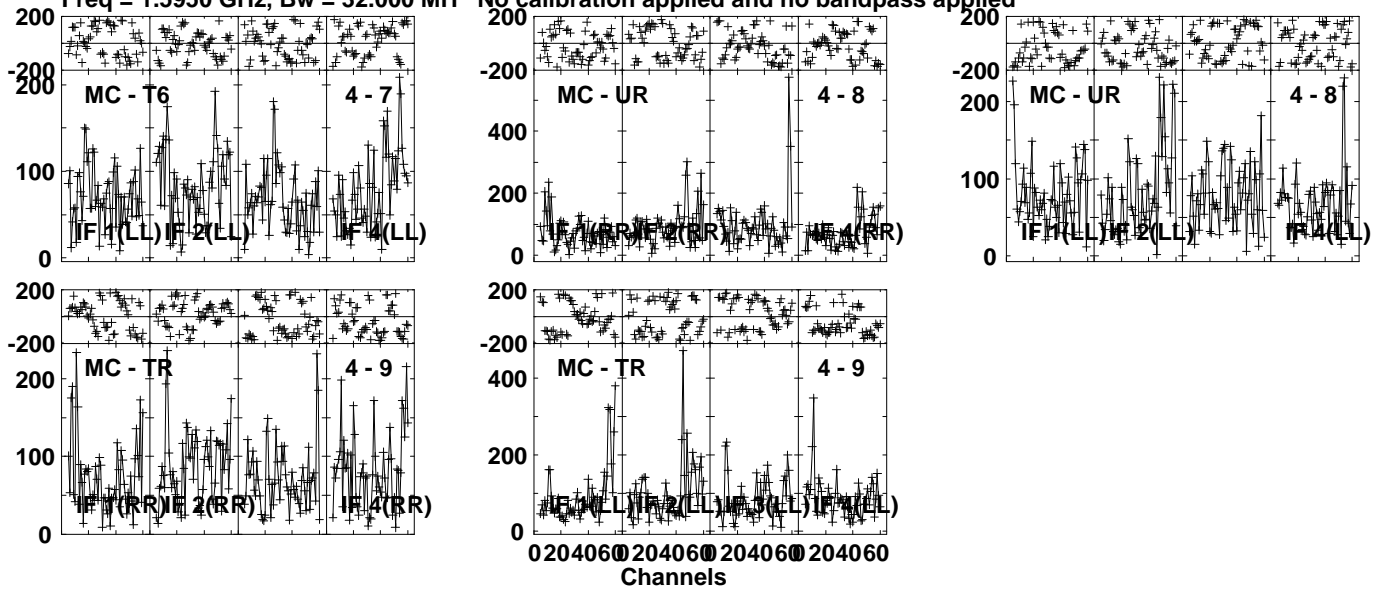 Freq = 1.5950 GHz, Bw = 32.000 MH No calibration applied and no bandpass applied
200 200 200
-200 -200 -200
200 MC - T6 4 - 7 MC - UR 4 - 8 200 MC - UR 4 - 8
400
100 200 100
IF 1(LL) IF 2(LL) IF 4(LL) IF 1(RR) IF 2(RR) IF 4(RR) IF 1(LL) IF 2(LL) IF 4(LL)
0 0 0
200 200
-200 -200
MC - TR 4 - 9 MC - TR 4 - 9
200 400
100 200
IF 1(RR) IF 2(RR) IF 4(RR) IF 1(LL) IF 2(LL) IF 3(LL) IF 4(LL)
0 0
0 20 40 60 0 20 40 60 0 20 40 60 0 20 40 60
Channels